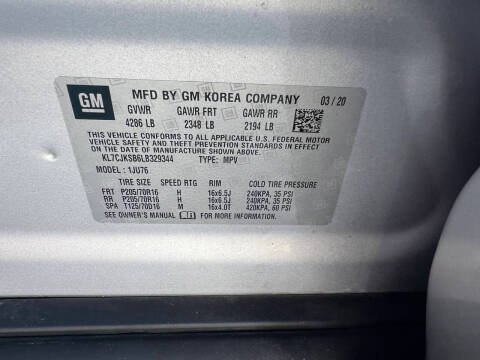 GM
MFD BY GM KOREA COMPANY 03/20
GVWR GAWR FRT GAWR RR
4286 LB 2348 LB 2194 LB
THIS VEHICLE CONFORMS TO ALL APPLICABLE U.S. FEDERAL MOTOR
VEHICLE SAFETY AND THEFT PREVENTION STANDARDS IN EFFECT
ON THE DATE OF MANUFACTURE SHOWN ABOVE.
KL7CJKSB6LB329344 TYPE: MPV
MODEL: 1JU76
TIRE SIZE SPEED RTG RIM COLD TIRE PRESSURE
FRT P205/70R16 H 16x6.5J 240KPA, 35 PSI
RR P205/70R16 H 16x6.5J 240KPA, 35 PSI
SPA T125/70D16 M 16x4.0T 420KPA, 60 PSI
SEE OWNER'S MANUAL FOR MORE INFORMATION.